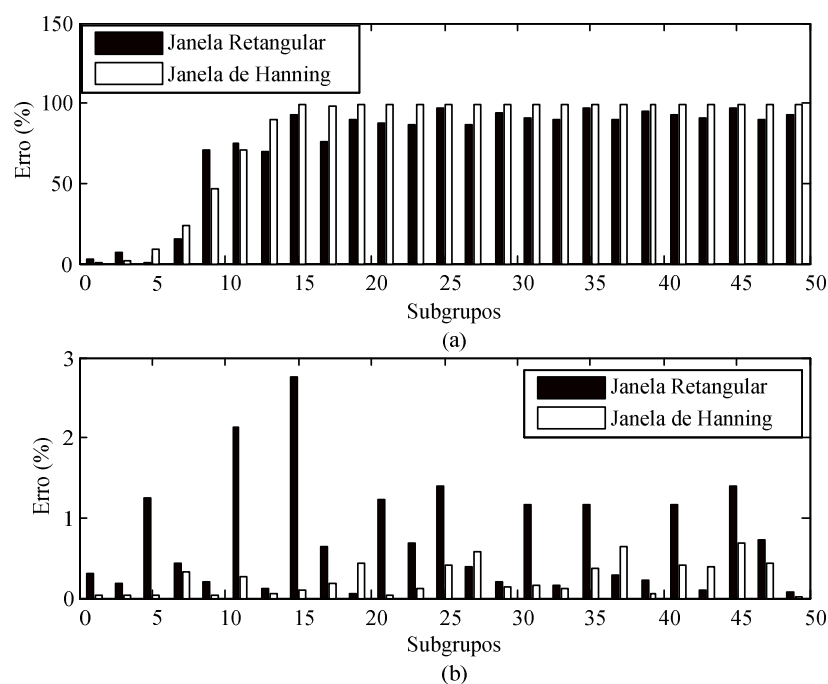 150
100
50
0
Erro (%)
Janela Retangular
Janela de Hanning
0 5 10 15 20 25 30 35 40 45 50
Subgrupos
(a)
3
2
1
0
Erro (%)
Janela Retangular
Janela de Hanning
0 5 10 15 20 25 30 35 40 45 50
Subgrupos
(b)